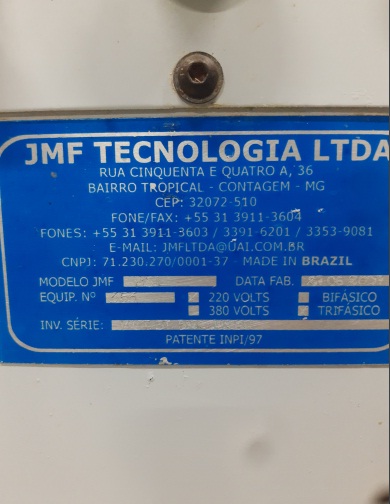 JMF TECNOLOGIA LTDA
RUA CINQUENTA E QUATRO A, 36
BAIRRO TROPICAL - CONTAGEM - MG
CEP: 32072-510
FONE/FAX: +55 31 3911-3604
FONES: +55 31 3911-3603 / 3391-6201 / 3353-9081
E-MAIL: JMFLTDA@UAI.COM.BR
CNPJ: 71.230.270/0001-37 - MADE IN BRAZIL
MODELO JMF DATA FAB.
EQUIP. Nº 220 VOLTS BIFÁSICO
380 VOLTS TRIFÁSICO
INV. SÉRIE:
PATENTE INPI/97